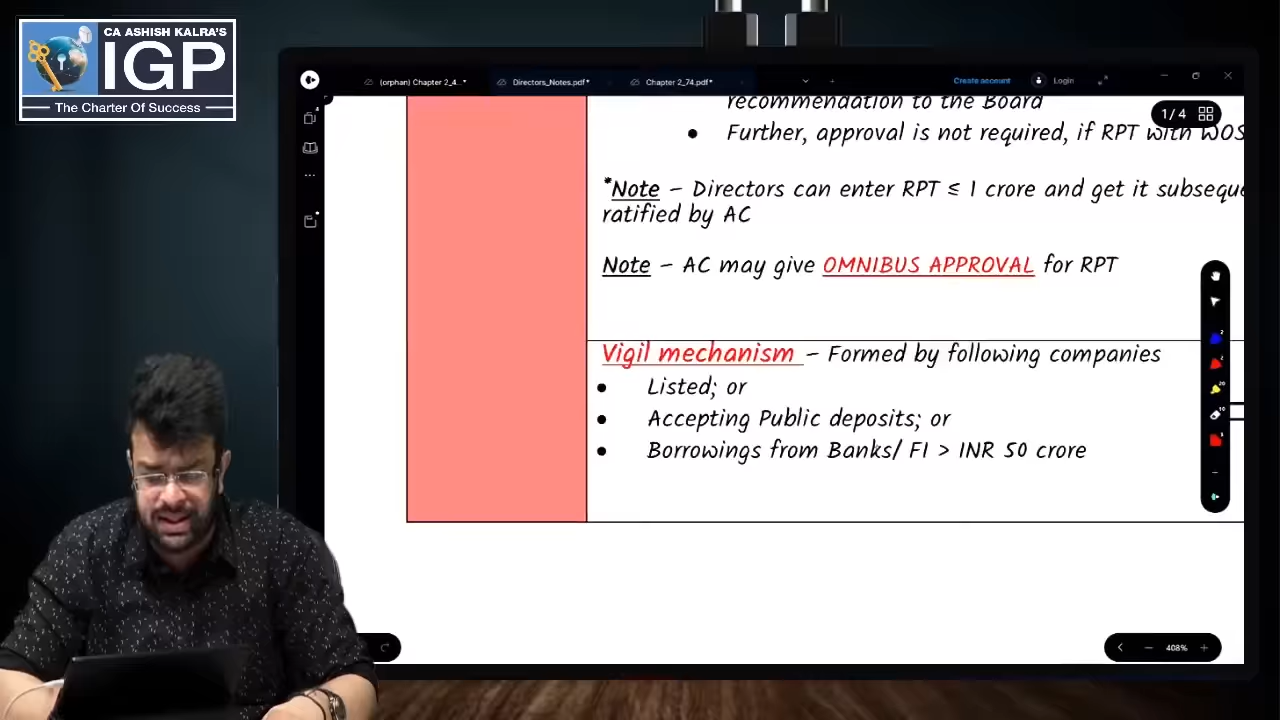 CA ASHISH KALRA'S
IGP
The Charter Of Success
(orphan) Chapter 2_4.. *
Directors_Notes.pdf*
Chapter 2_74.pdf*
Create account
Login
1/4
recommendation to the Board
Further, approval is not required, if RPT with WOS
*Note – Directors can enter RPT ≤ 1 crore and get it subseque
ratified by AC
Note – AC may give OMNIBUS APPROVAL for RPT
Vigil mechanism – Formed by following companies
Listed; or
Accepting Public deposits; or
Borrowings from Banks/ FI > INR 50 crore
408%